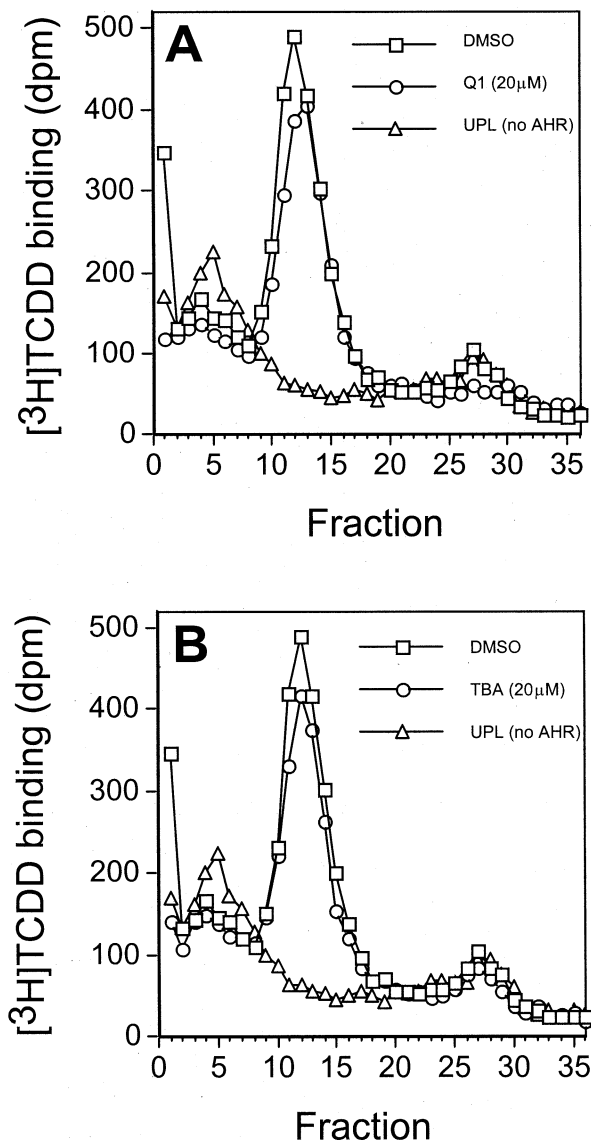 A
DMSO
Q1 (20μM)
UPL (no AHR)
[3H]TCDD binding (dpm)
500
400
300
200
100
0
0 5 10 15 20 25 30 35
Fraction
B
DMSO
TBA (20μM)
UPL (no AHR)
[3H]TCDD binding (dpm)
500
400
300
200
100
0
0 5 10 15 20 25 30 35
Fraction